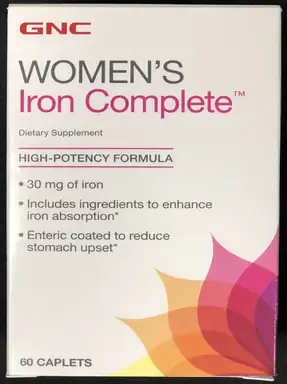 GNC
WOMEN'S
Iron Complete™
Dietary Supplement
HIGH-POTENCY FORMULA
• 30 mg of iron
• Includes ingredients to enhance
iron absorption*
• Enteric coated to reduce
stomach upset*
60 CAPLETS